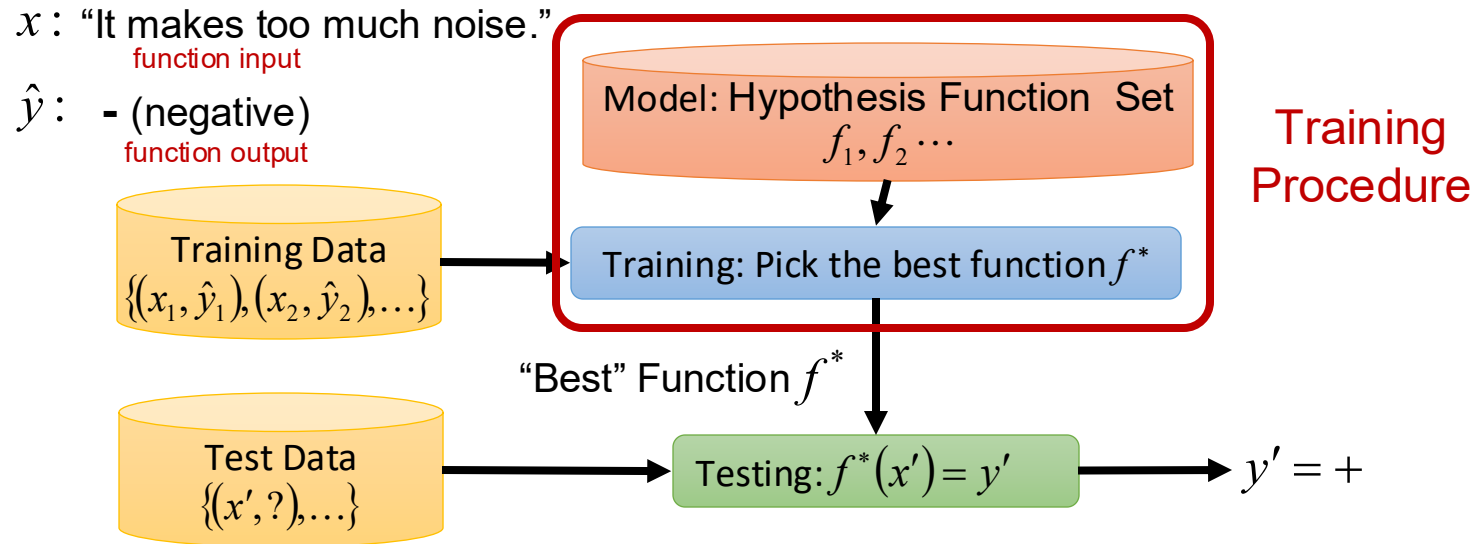 x : “It makes too much noise.”
function input
ŷ : - (negative)
function output
Model: Hypothesis Function Set
f₁, f₂ ⋯
Training
Procedure
Training Data
{(x₁, ŷ₁), (x₂, ŷ₂), …}
Training: Pick the best function f*
“Best” Function f*
Test Data
{(x′, ?), …}
Testing: f*(x′) = y′
y′ = +